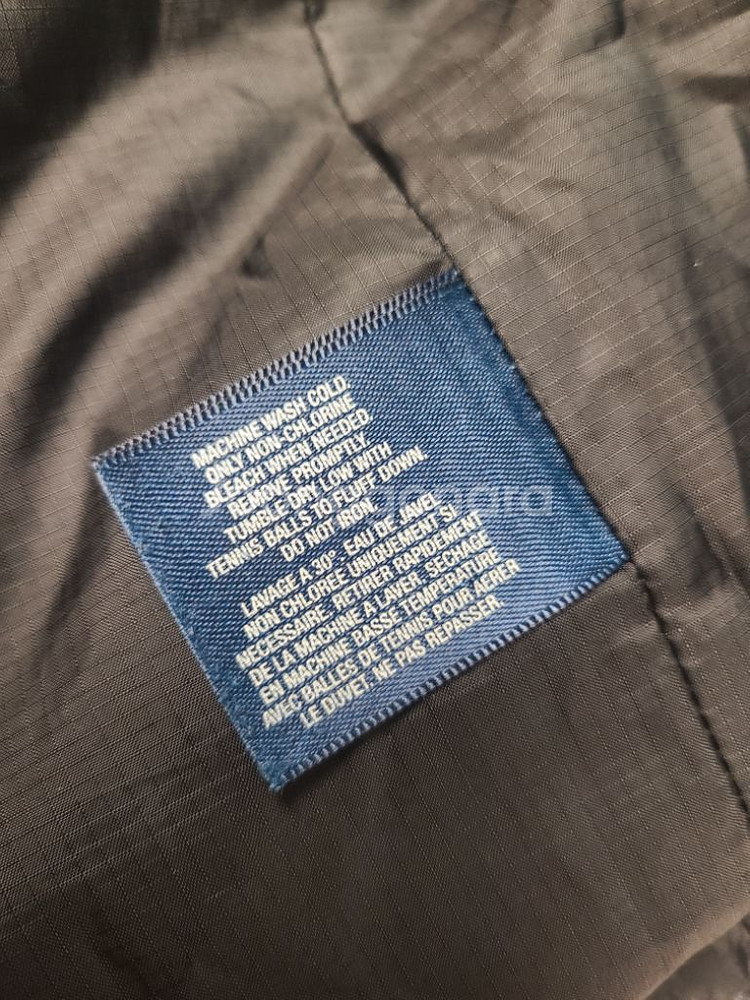 MACHINE WASH COLD.
ONLY NON-CHLORINE
BLEACH WHEN NEEDED.
REMOVE PROMPTLY.
TUMBLE DRY LOW WITH
TENNIS BALLS TO FLUFF DOWN
DO NOT IRON.
LAVAGE A 30°. EAU DE JAVEL
NON CHLOREE UNIQUEMENT SI
NECESSAIRE. RETIRER RAPIDEMENT
DE LA MACHINE A LAVER. SECHAGE
EN MACHINE BASSE TEMPERATURE
AVEC BALLES DE TENNIS POUR AERER
LE DUVET. NE PAS REPASSER.